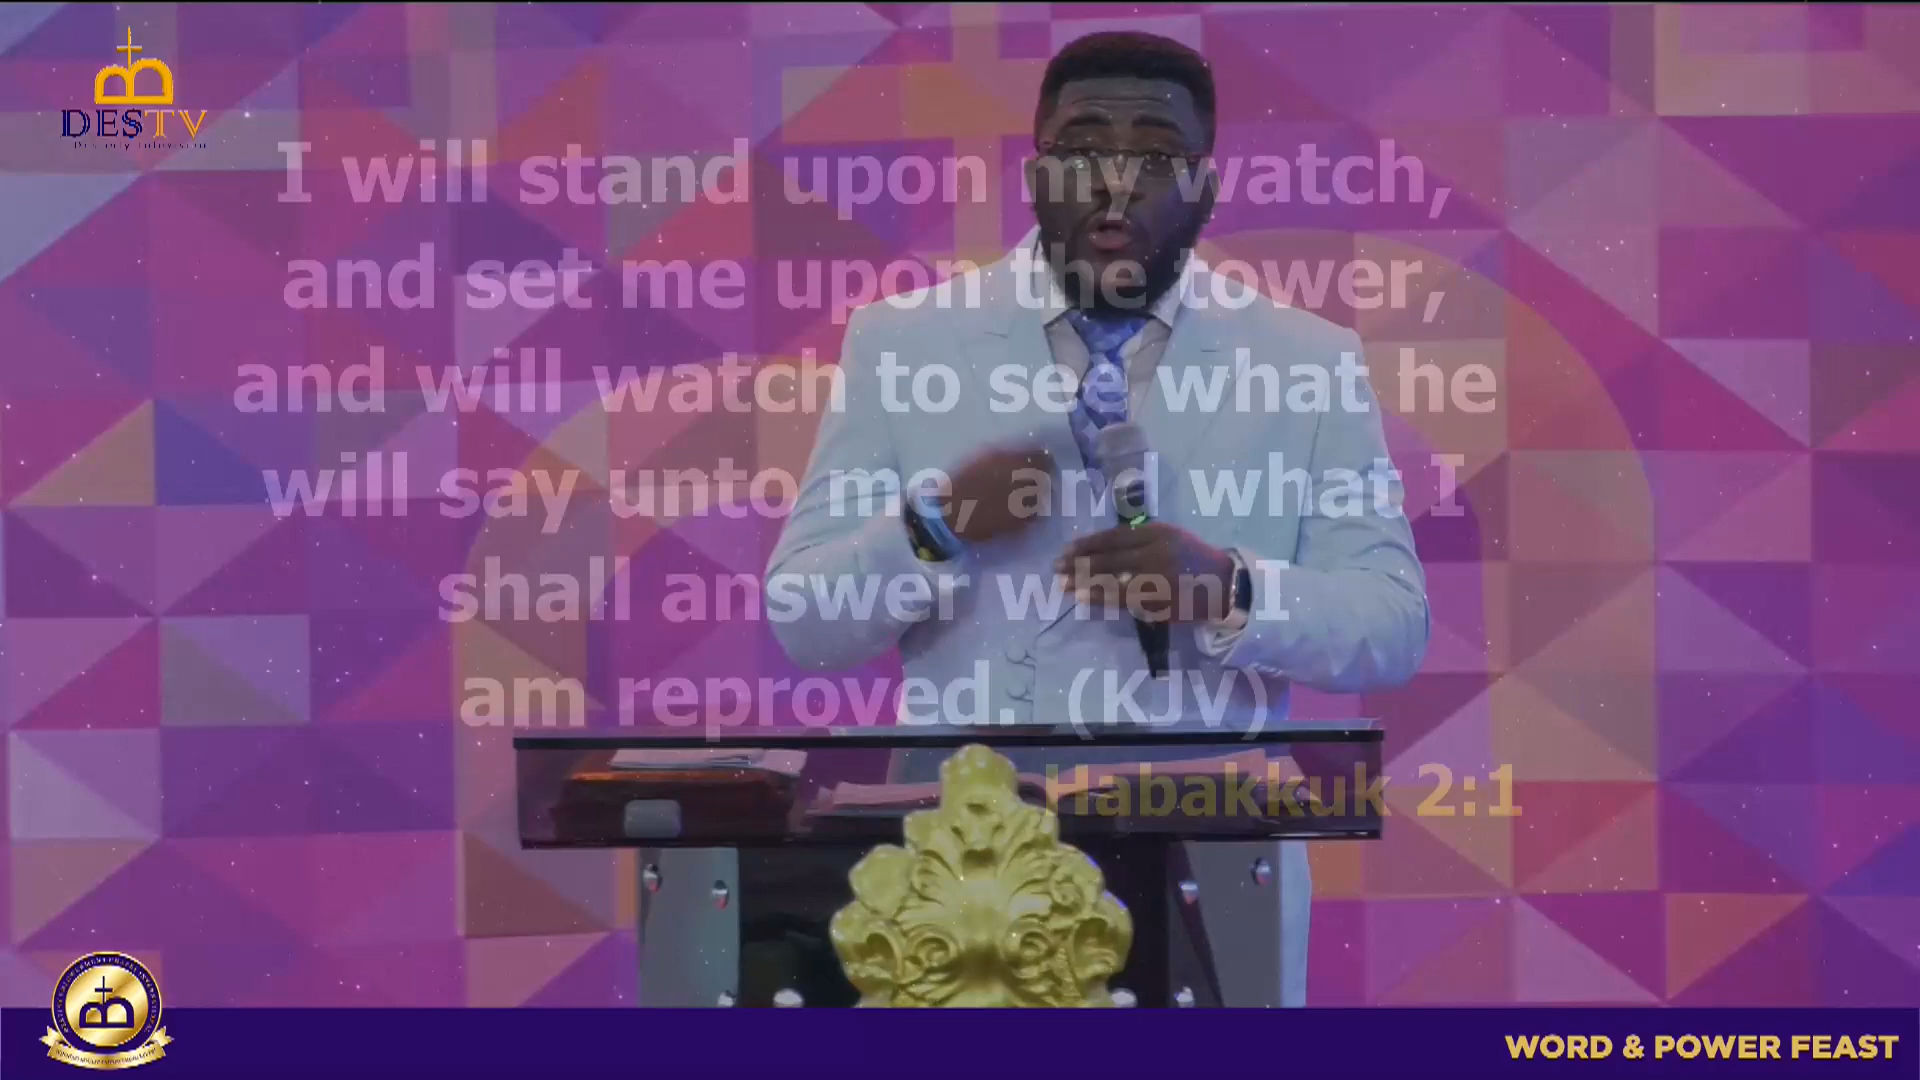 DESTV
I will stand upon my watch,
and set me upon the tower,
and will watch to see what he
will say unto me, and what I
shall answer when I
am reproved. (KJV)
Habakkuk 2:1
WORD & POWER FEAST